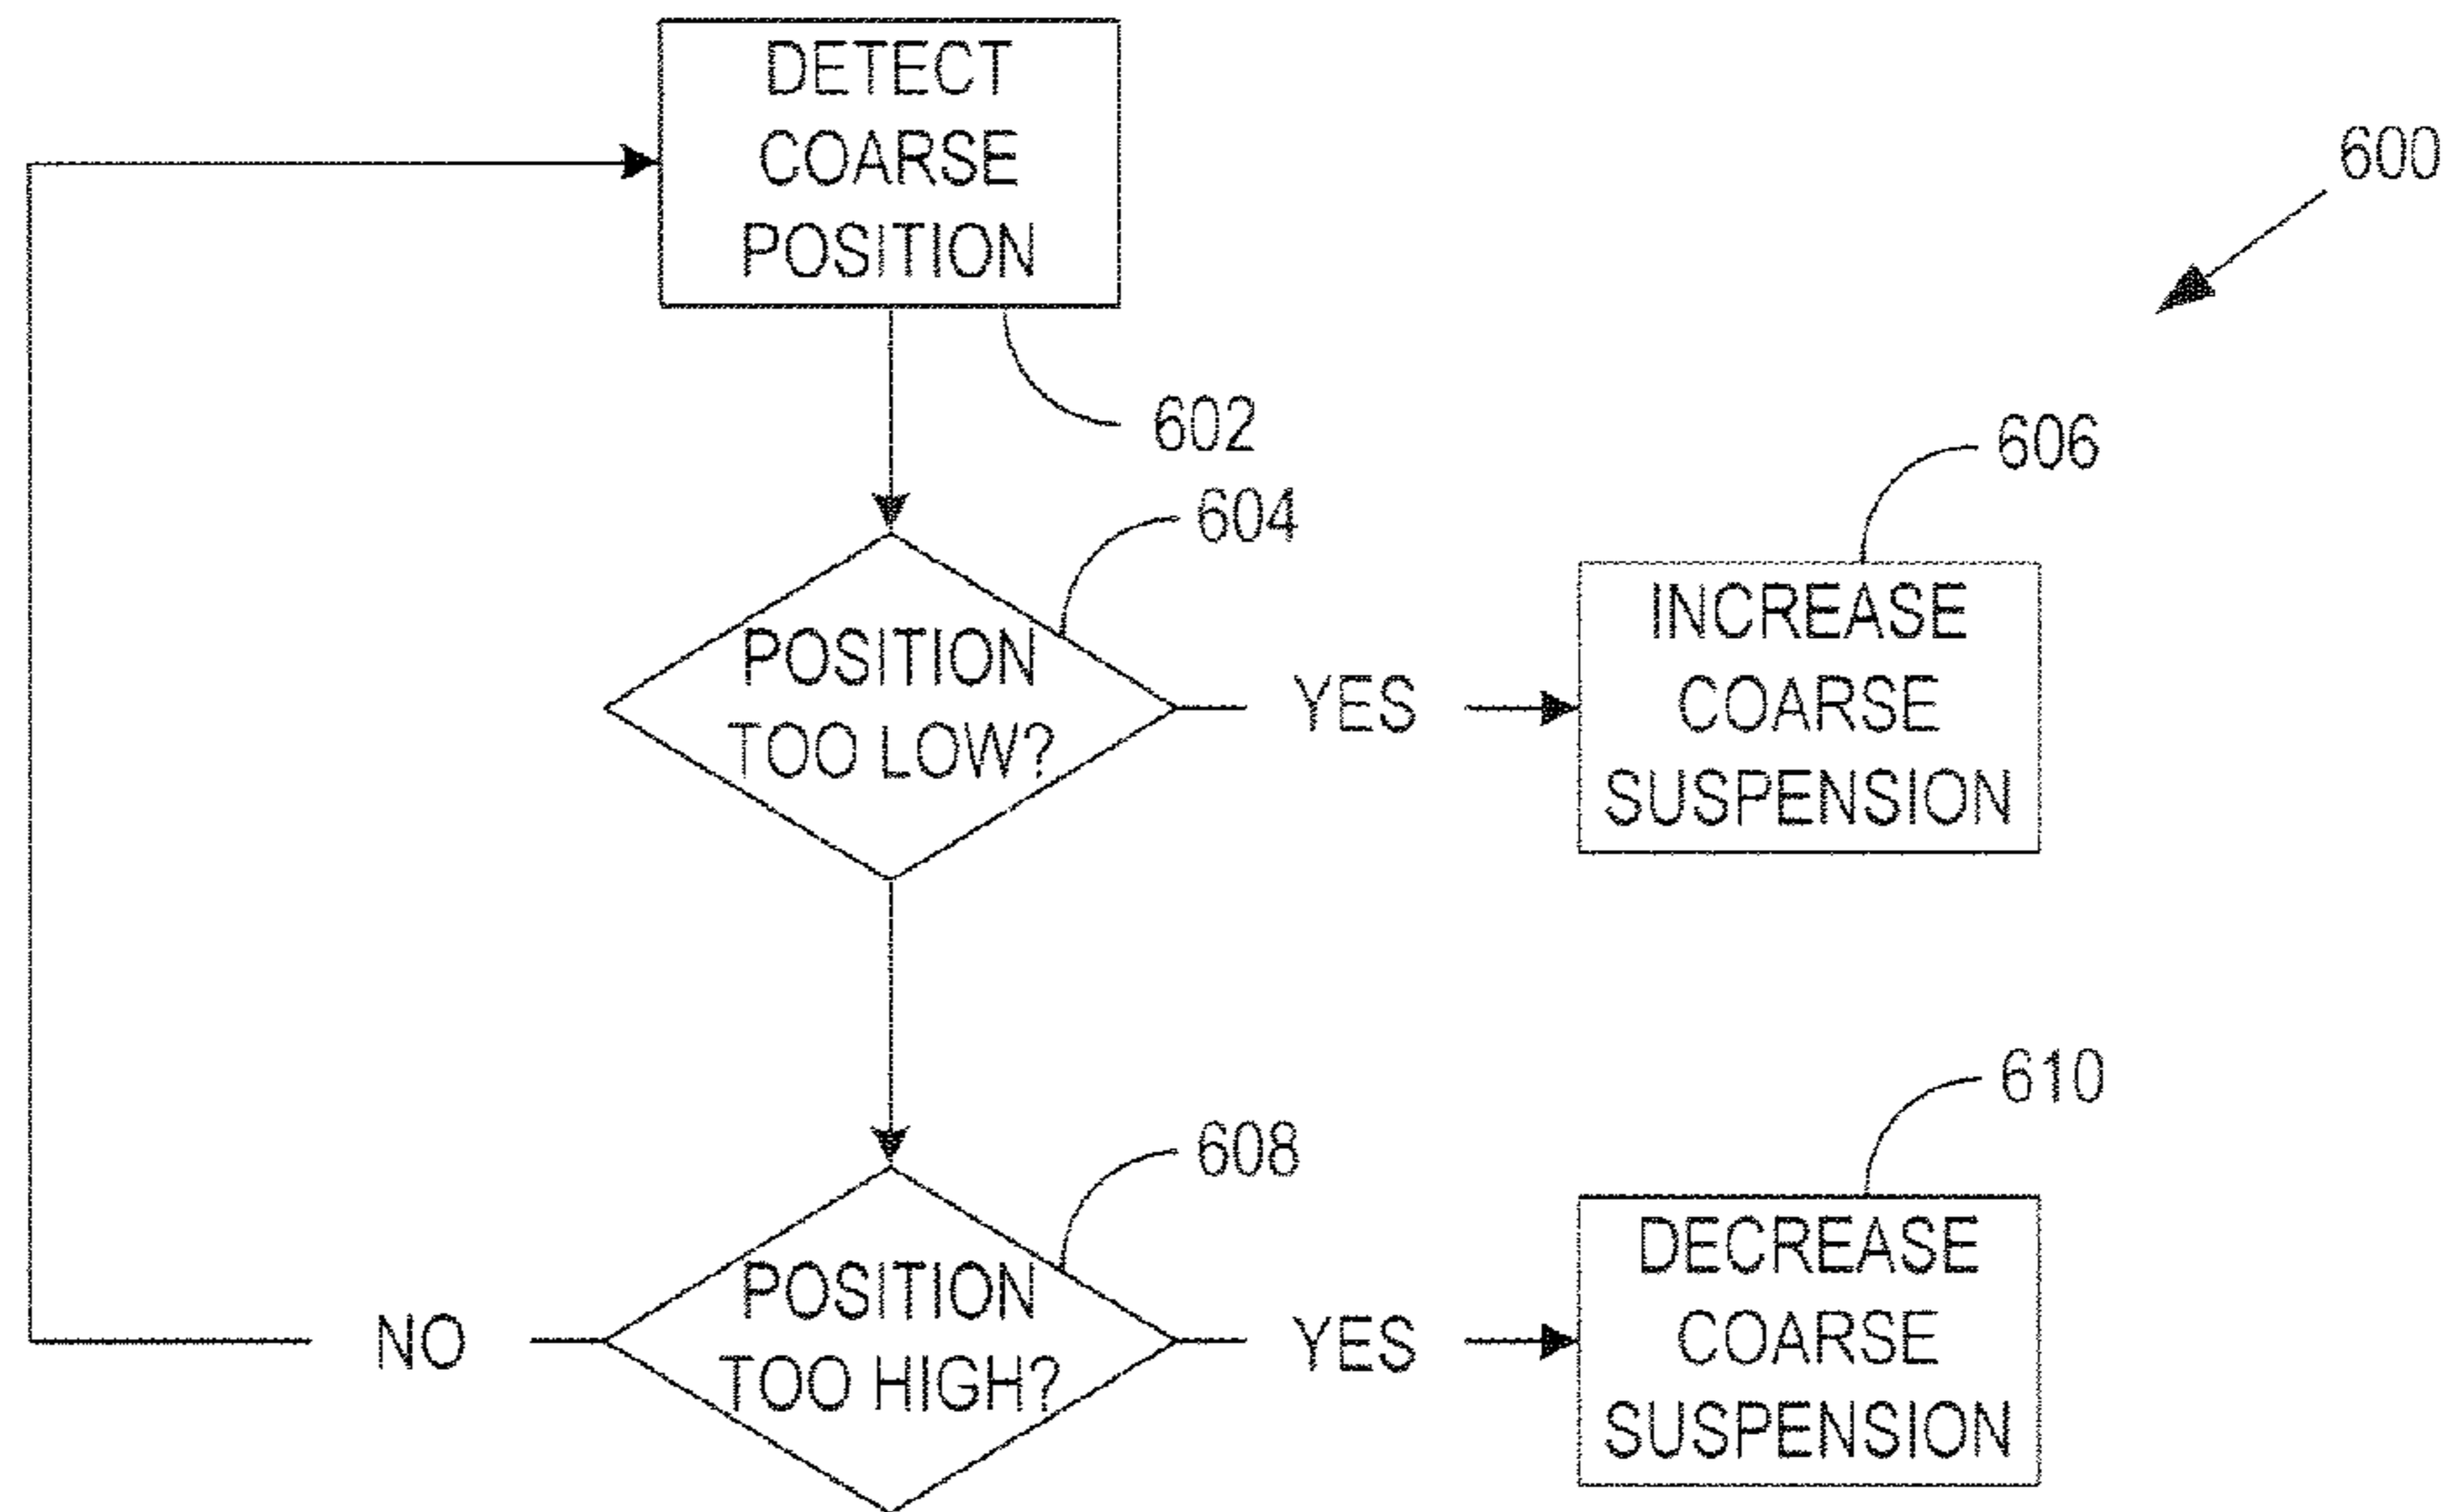 DETECT
COARSE
POSITION
600
602
604
606
POSITION
TOO LOW?
YES
INCREASE
COARSE
SUSPENSION
608
610
POSITION
TOO HIGH?
NO
YES
DECREASE
COARSE
SUSPENSION